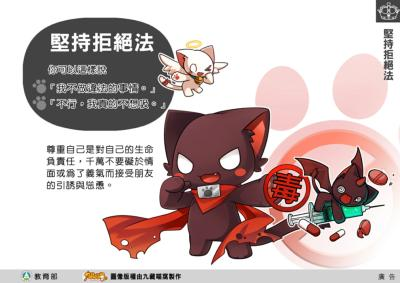 堅持拒絕法
你可以這樣說
『我不做違法的事情。』
『不行，我真的不想吸。』
尊重自己是對自己的生命
負責任，千萬不要礙於情
面或為了義氣而接受朋友
的引誘與慫恿。
毒
堅持拒絕法
教育部
圖像版權由九藏喵窩製作
廣告